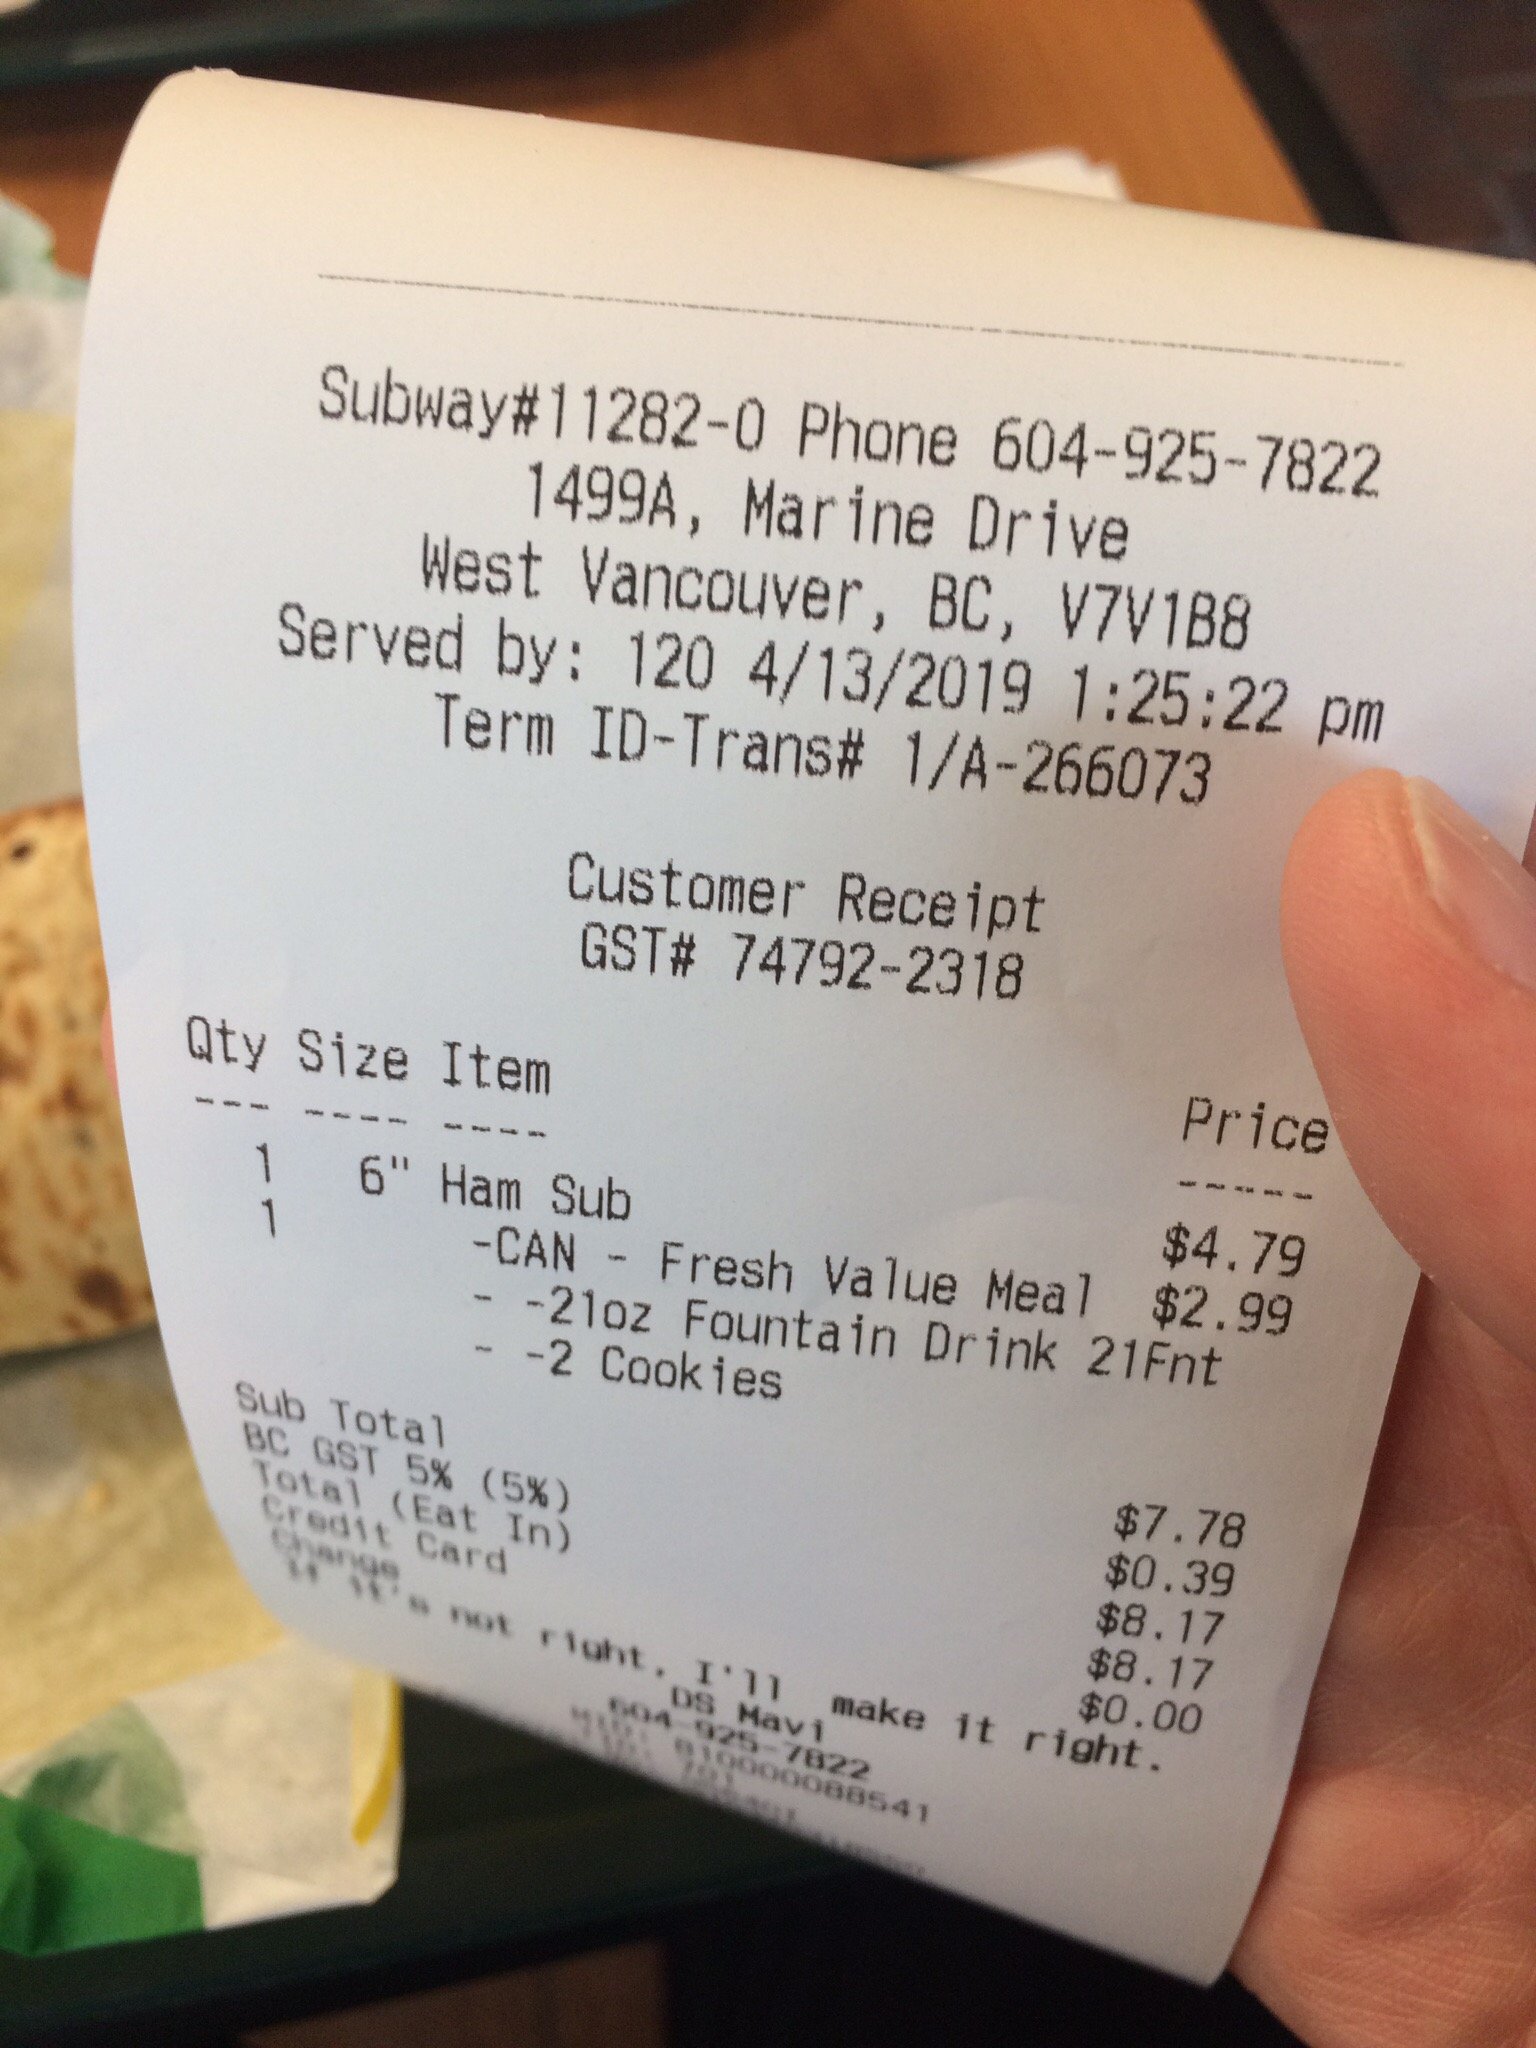 Subway#11282-0 Phone 604-925-7822
1499A, Marine Drive
West Vancouver, BC, V7V1B8
Served by: 120 4/13/2019 1:25:22 pm
Term ID-Trans# 1/A-266073
Customer Receipt
GST# 74792-2318
Qty Size Item Price
--- ---- ---- -----
1 6" Ham Sub $4.79
1 -CAN - Fresh Value Meal $2.99
- -21oz Fountain Drink 21Fnt
- -2 Cookies
Sub Total $7.78
BC GST 5% (5%) $0.39
Total (Eat In) $8.17
Credit Card $8.17
Change $0.00
If it's not right, I'll make it right.
DS Mavi
604-925-7822
MID: 810000088541